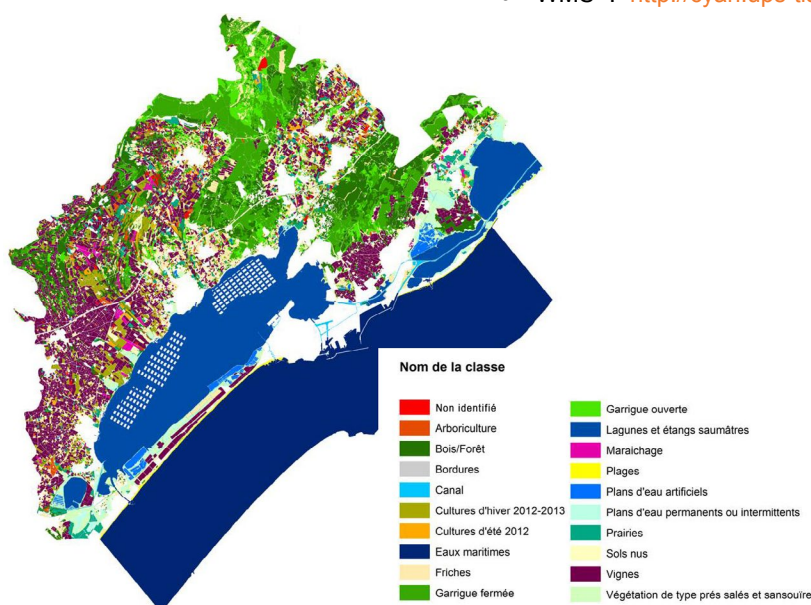 WMS
Nom de la classe
Non identifié
Arboriculture
Bois/Forêt
Bordures
Canal
Cultures d'hiver 2012-2013
Cultures d'été 2012
Eaux maritimes
Friches
Garrigue fermée
Garrigue ouverte
Lagunes et étangs saumâtres
Maraichage
Plages
Plans d'eau artificiels
Plans d'eau permanents ou intermittents
Prairies
Sols nus
Vignes
Végétation de type prés salés et sansouïre